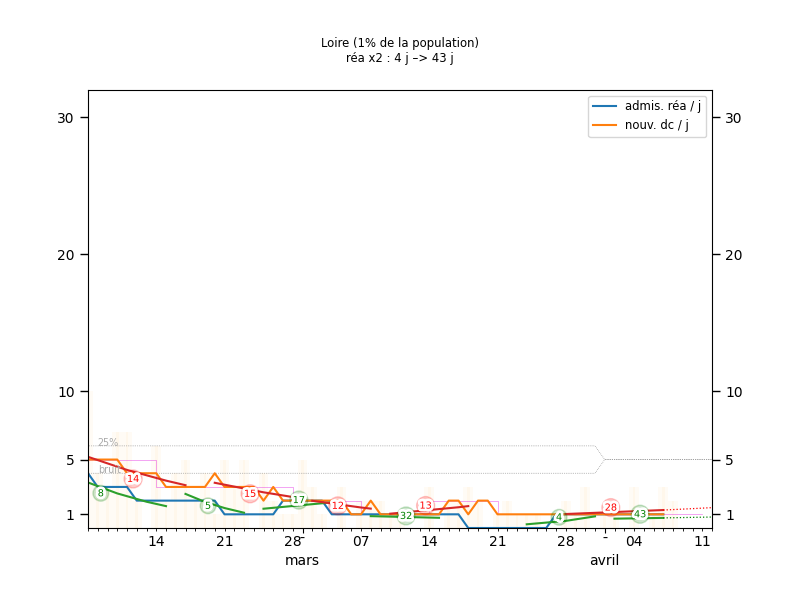 Loire (1% de la population)
réa x2 : 4 j –> 43 j
admis. réa / j
nouv. dc / j
30 30
20 20
10 10
5 5
1 1
25%
bruit
14
8
5
15
17
12
32
13
4
28
43
14 21 28 - 07 14 21 28 - 04 11
mars avril